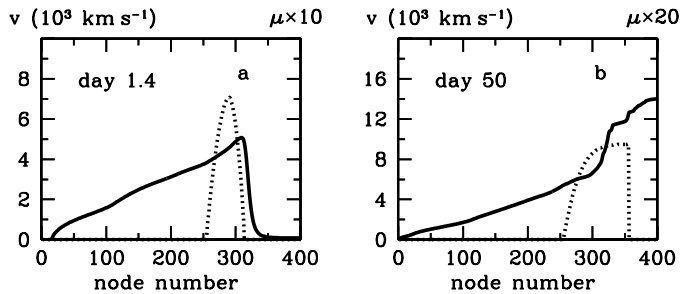 v (10³ km s⁻¹) μ×10
day 1.4 a
8
6
4
2
0
0 100 200 300 400
node number
v (10³ km s⁻¹) μ×20
day 50 b
16
12
8
4
0
0 100 200 300 400
node number